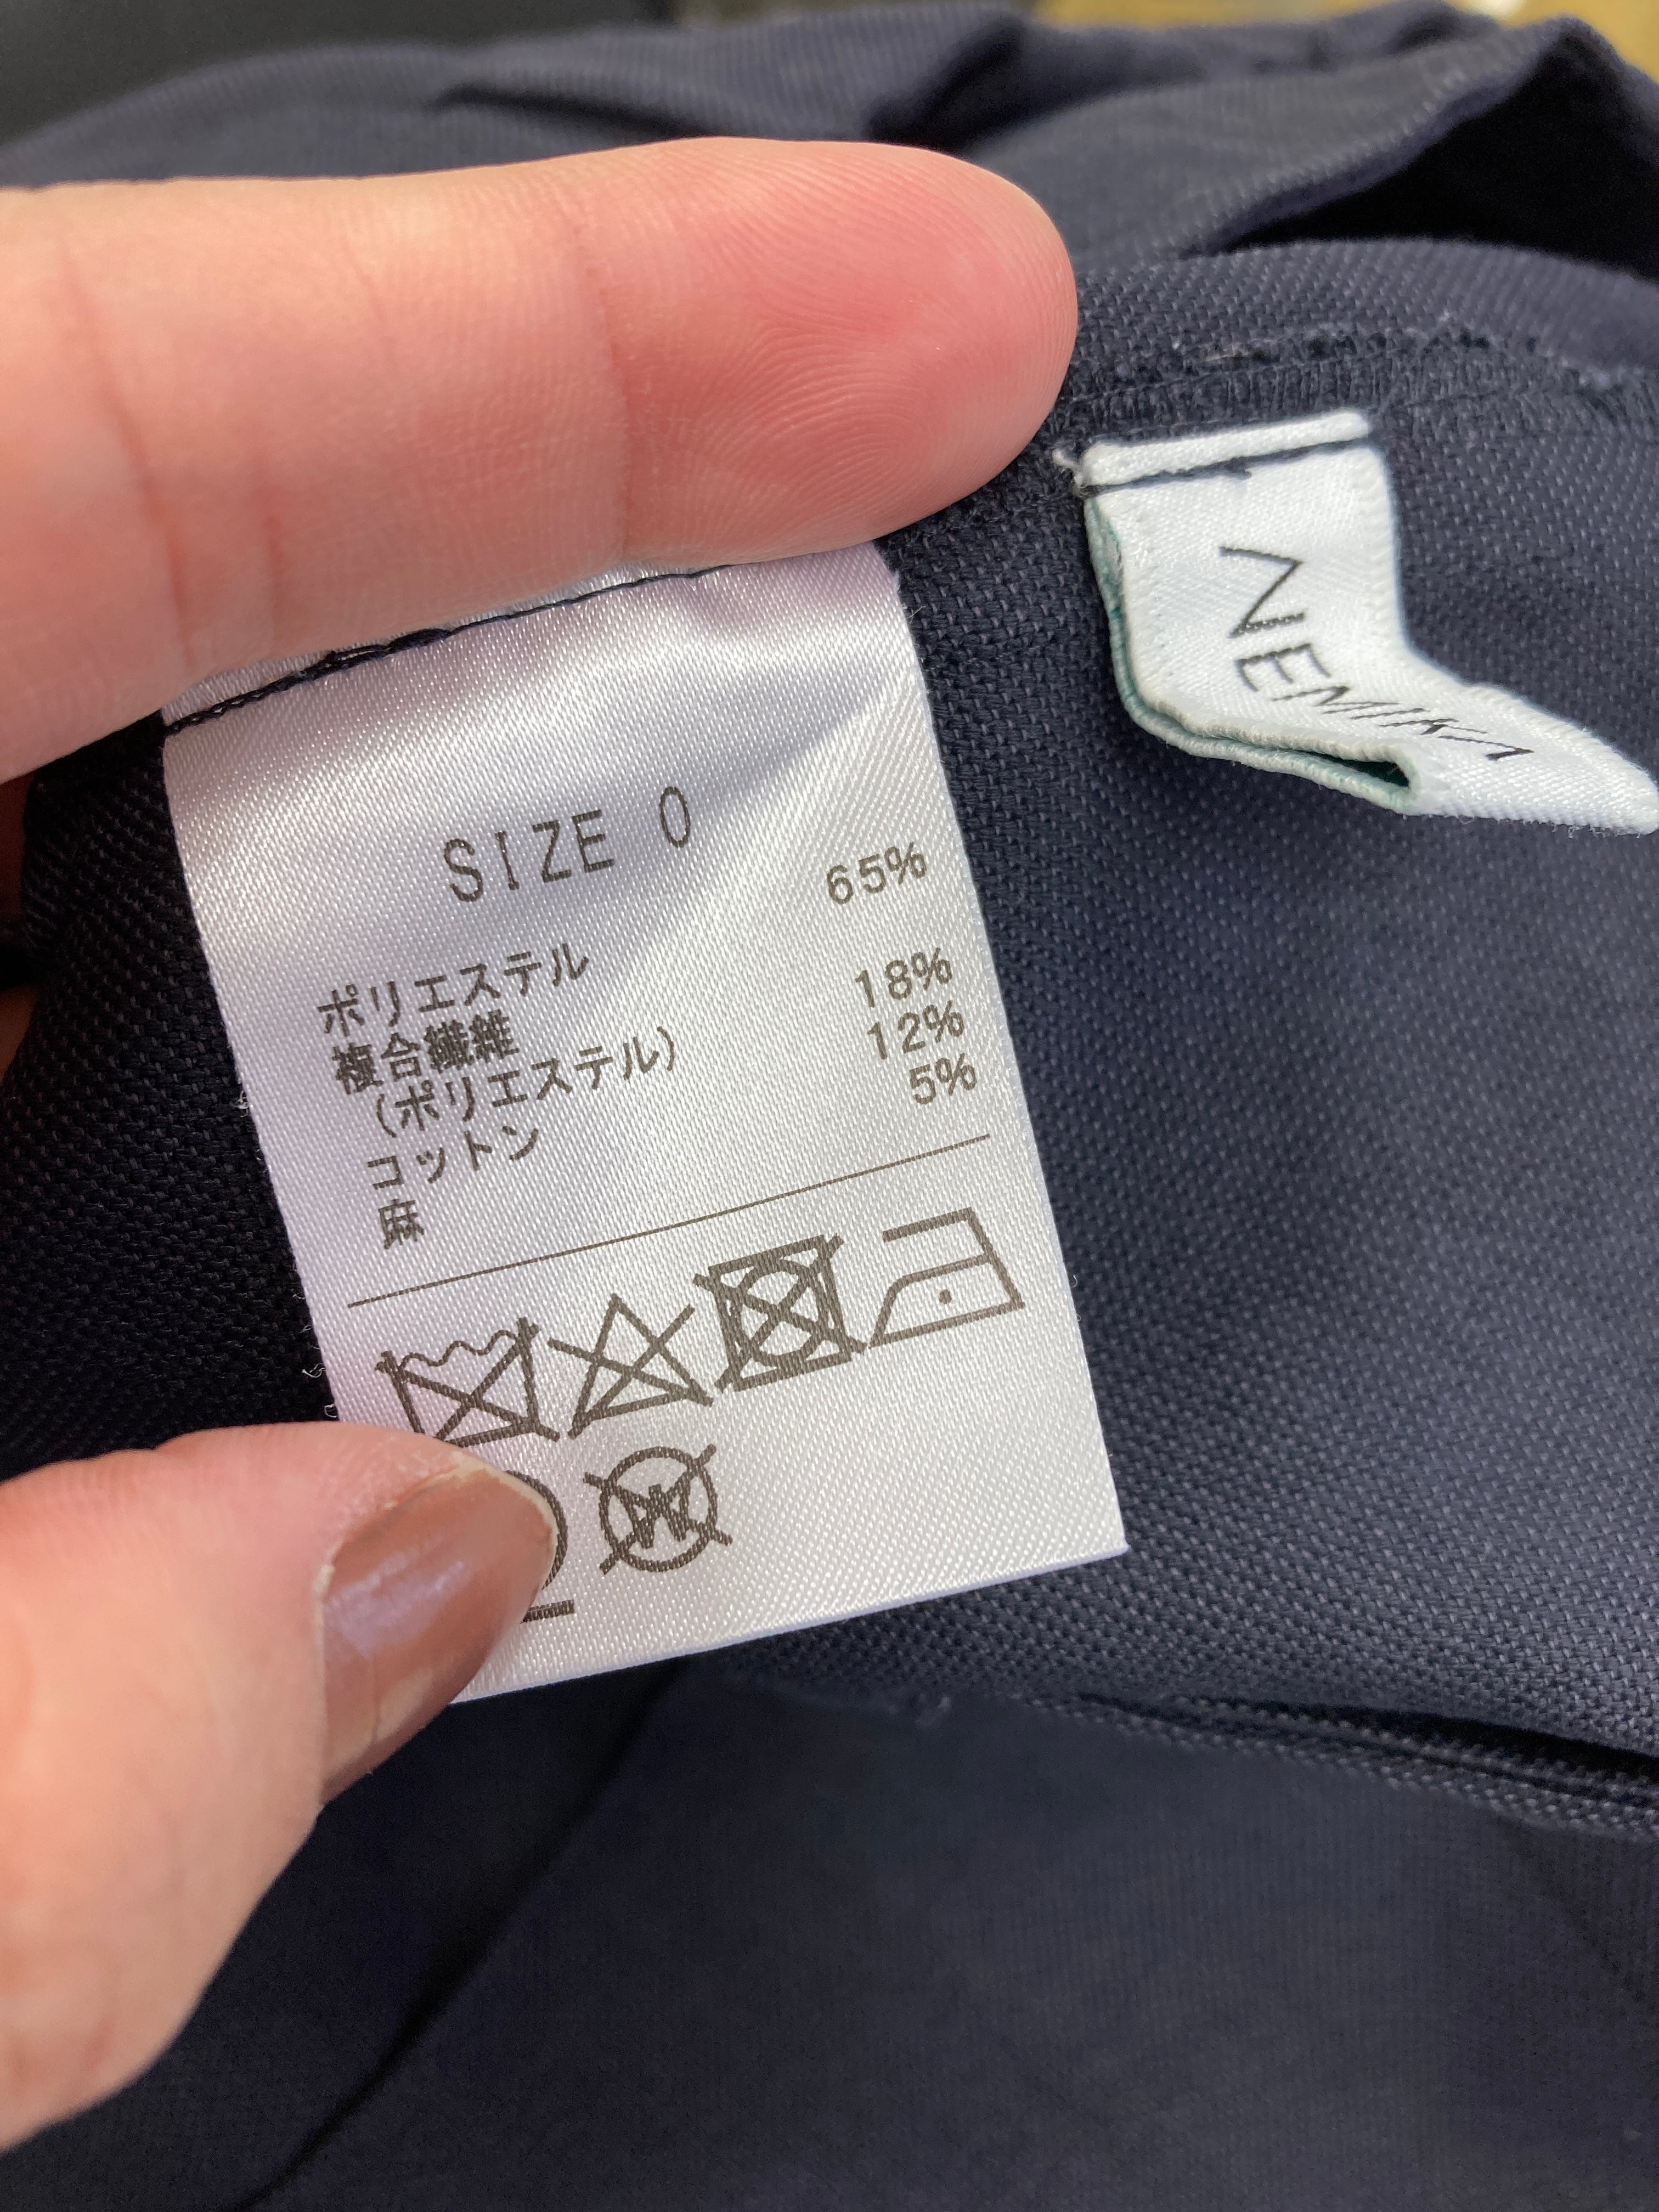 SIZE 0
ポリエステル 65%
複合繊維
(ポリエステル) 18%
コットン 12%
麻 5%
NEMIKA